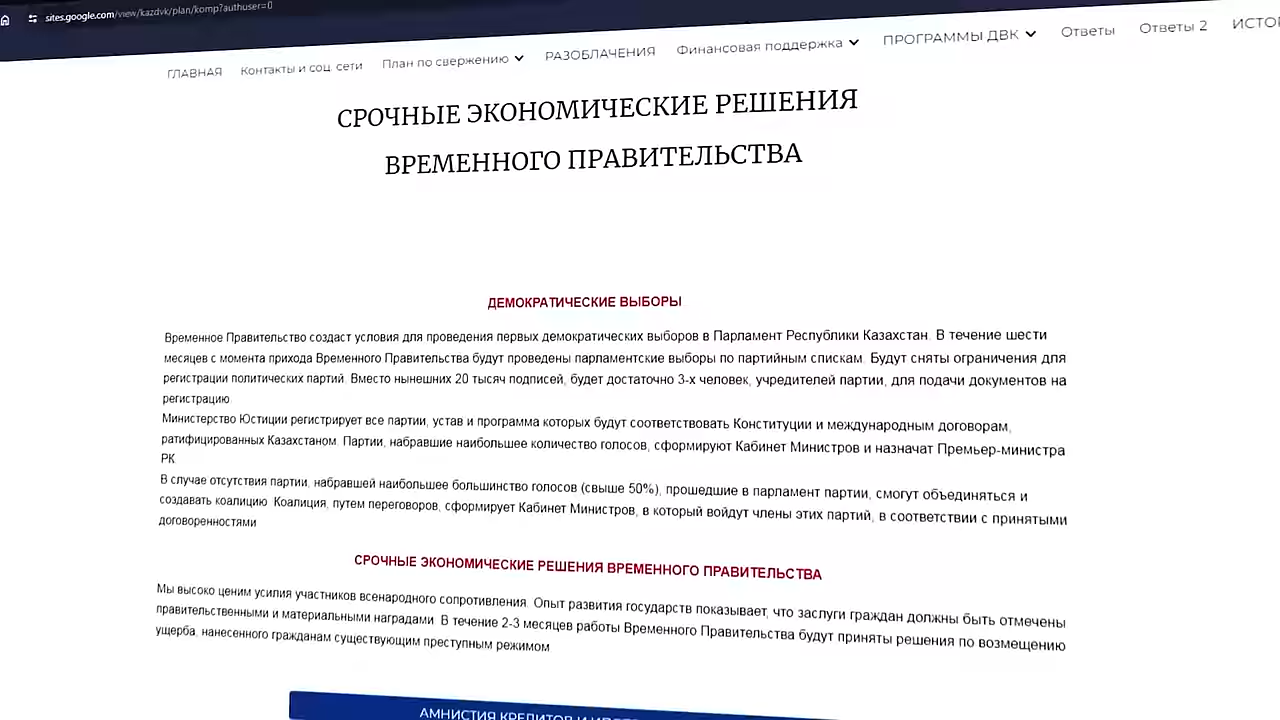 sites.google.com/view/kazdvk/plan/komp?authuser=0
ГЛАВНАЯ Контакты и соц. сети План по свержению РАЗОБЛАЧЕНИЯ Финансовая поддержка ПРОГРАММЫ ДВК Ответы Ответы 2
СРОЧНЫЕ ЭКОНОМИЧЕСКИЕ РЕШЕНИЯ
ВРЕМЕННОГО ПРАВИТЕЛЬСТВА
ДЕМОКРАТИЧЕСКИЕ ВЫБОРЫ
Временное Правительство создаст условия для проведения первых демократических выборов в Парламент Республики Казахстан. В течение шести
месяцев с момента прихода Временного Правительства будут проведены парламентские выборы по партийным спискам. Будут сняты ограничения для
регистрации политических партий. Вместо нынешних 20 тысяч подписей, будет достаточно 3-х человек, учредителей партии, для подачи документов на
регистрацию.
Министерство Юстиции регистрирует все партии, устав и программа которых будут соответствовать Конституции и международным договорам,
ратифицированных Казахстаном. Партии, набравшие наибольшее количество голосов, сформируют Кабинет Министров и назначат Премьер-министра
РК.
В случае отсутствия партии, набравшей наибольшее большинство голосов (свыше 50%), прошедшие в парламент партии, смогут объединяться и
создавать коалицию. Коалиция, путем переговоров, сформирует Кабинет Министров, в который войдут члены этих партий, в соответствии с принятыми
договоренностями
СРОЧНЫЕ ЭКОНОМИЧЕСКИЕ РЕШЕНИЯ ВРЕМЕННОГО ПРАВИТЕЛЬСТВА
Мы высоко ценим усилия участников всенародного сопротивления. Опыт развития государств показывает, что заслуги граждан должны быть отмечены
правительственными и материальными наградами. В течение 2-3 месяцев работы Временного Правительства будут приняты решения по возмещению
ущерба, нанесенного гражданам существующим преступным режимом
АМНИСТИЯ КРЕДИТОВ И